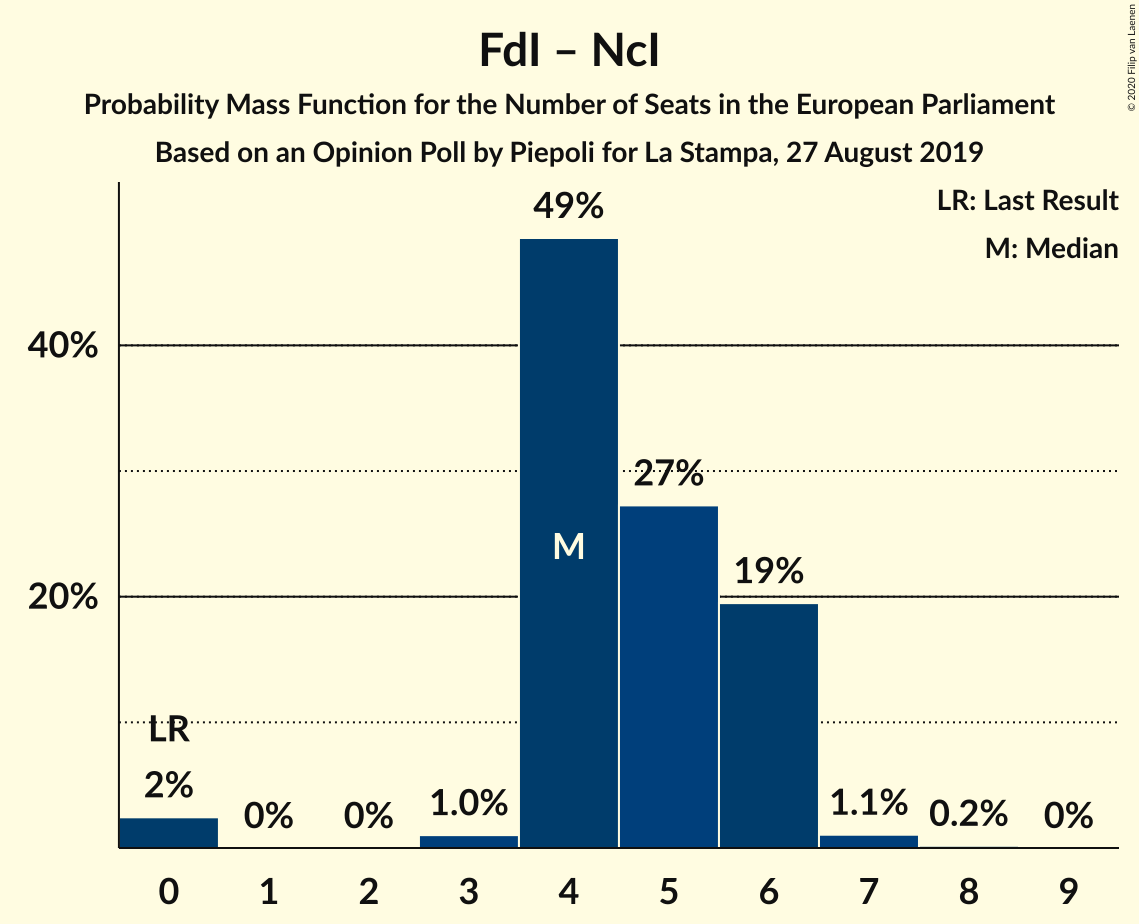 FdI – NcI
Probability Mass Function for the Number of Seats in the European Parliament
Based on an Opinion Poll by Piepoli for La Stampa, 27 August 2019
© 2020 Filip van Laenen
LR: Last Result
M: Median
49%
40%
27%
M
19%
20%
LR
2%
0%
0%
1.0%
1.1%
0.2%
0%
0 1 2 3 4 5 6 7 8 9